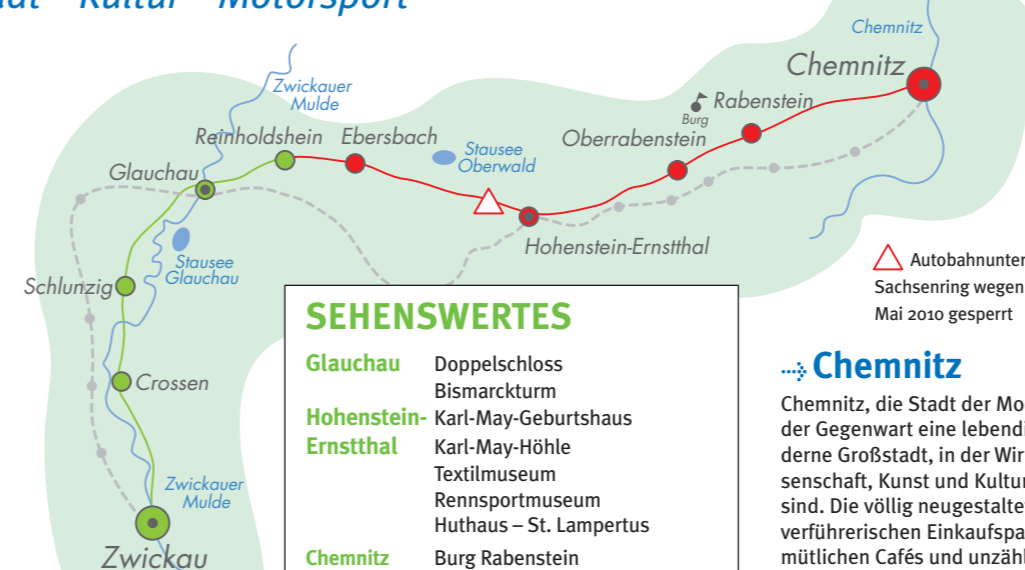 Kultur Motorsport
Chemnitz
Chemnitz
Zwickauer
Mulde
Rabenstein
Burg
Reinholdshein
Ebersbach
Oberrabenstein
Stausee
Oberwald
Glauchau
Hohenstein-Ernstthal
Stausee
Glauchau
Schlunzig
Crossen
Zwickauer
Mulde
Zwickau
SEHENSWERTES
Glauchau Doppelschloss
Bismarckturm
Hohenstein- Karl-May-Geburtshaus
Ernstthal Karl-May-Höhle
Textilmuseum
Rennsportmuseum
Huthaus – St. Lampertus
Chemnitz Burg Rabenstein
Autobahnunter
Sachsenring wegen
Mai 2010 gesperrt
Chemnitz
Chemnitz, die Stadt der Mo
der Gegenwart eine lebendi
derne Großstadt, in der Wir
senschaft, Kunst und Kultur
sind. Die völlig neugestalte
verführerischen Einkaufspa
mütlichen Cafés und unzähl